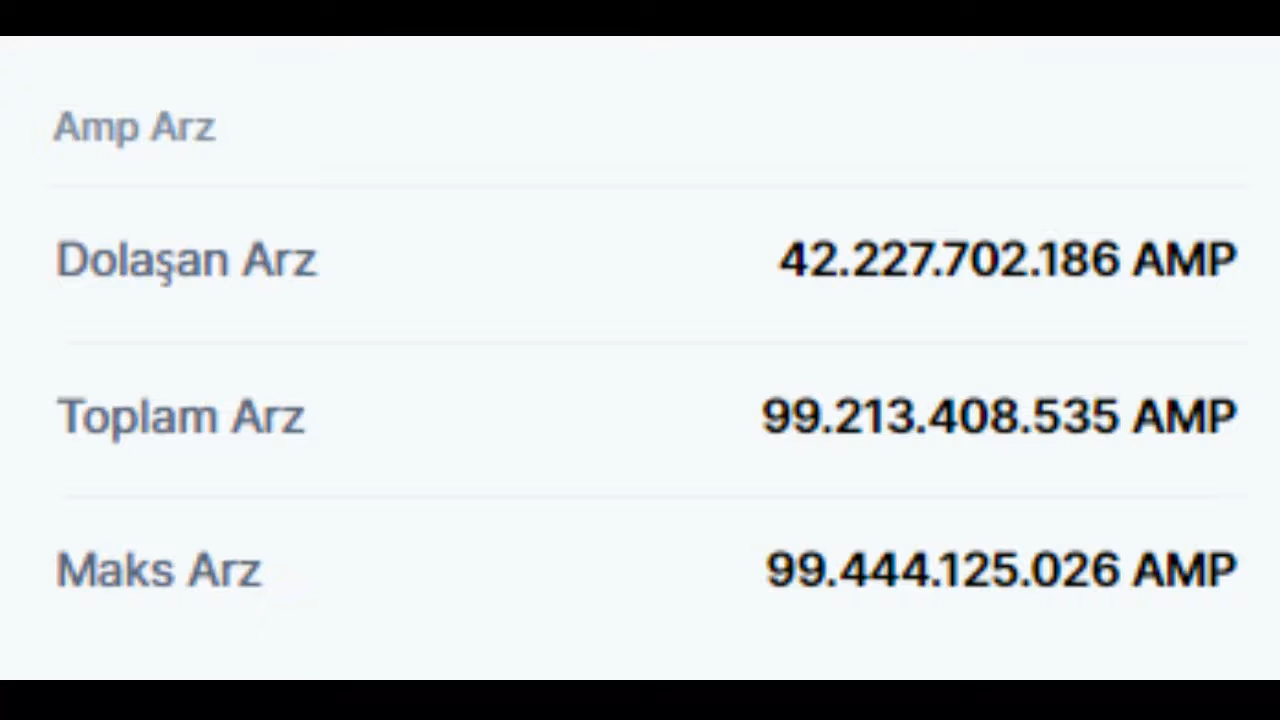 Amp Arz
Dolaşan Arz 42.227.702.186 AMP
Toplam Arz 99.213.408.535 AMP
Maks Arz 99.444.125.026 AMP